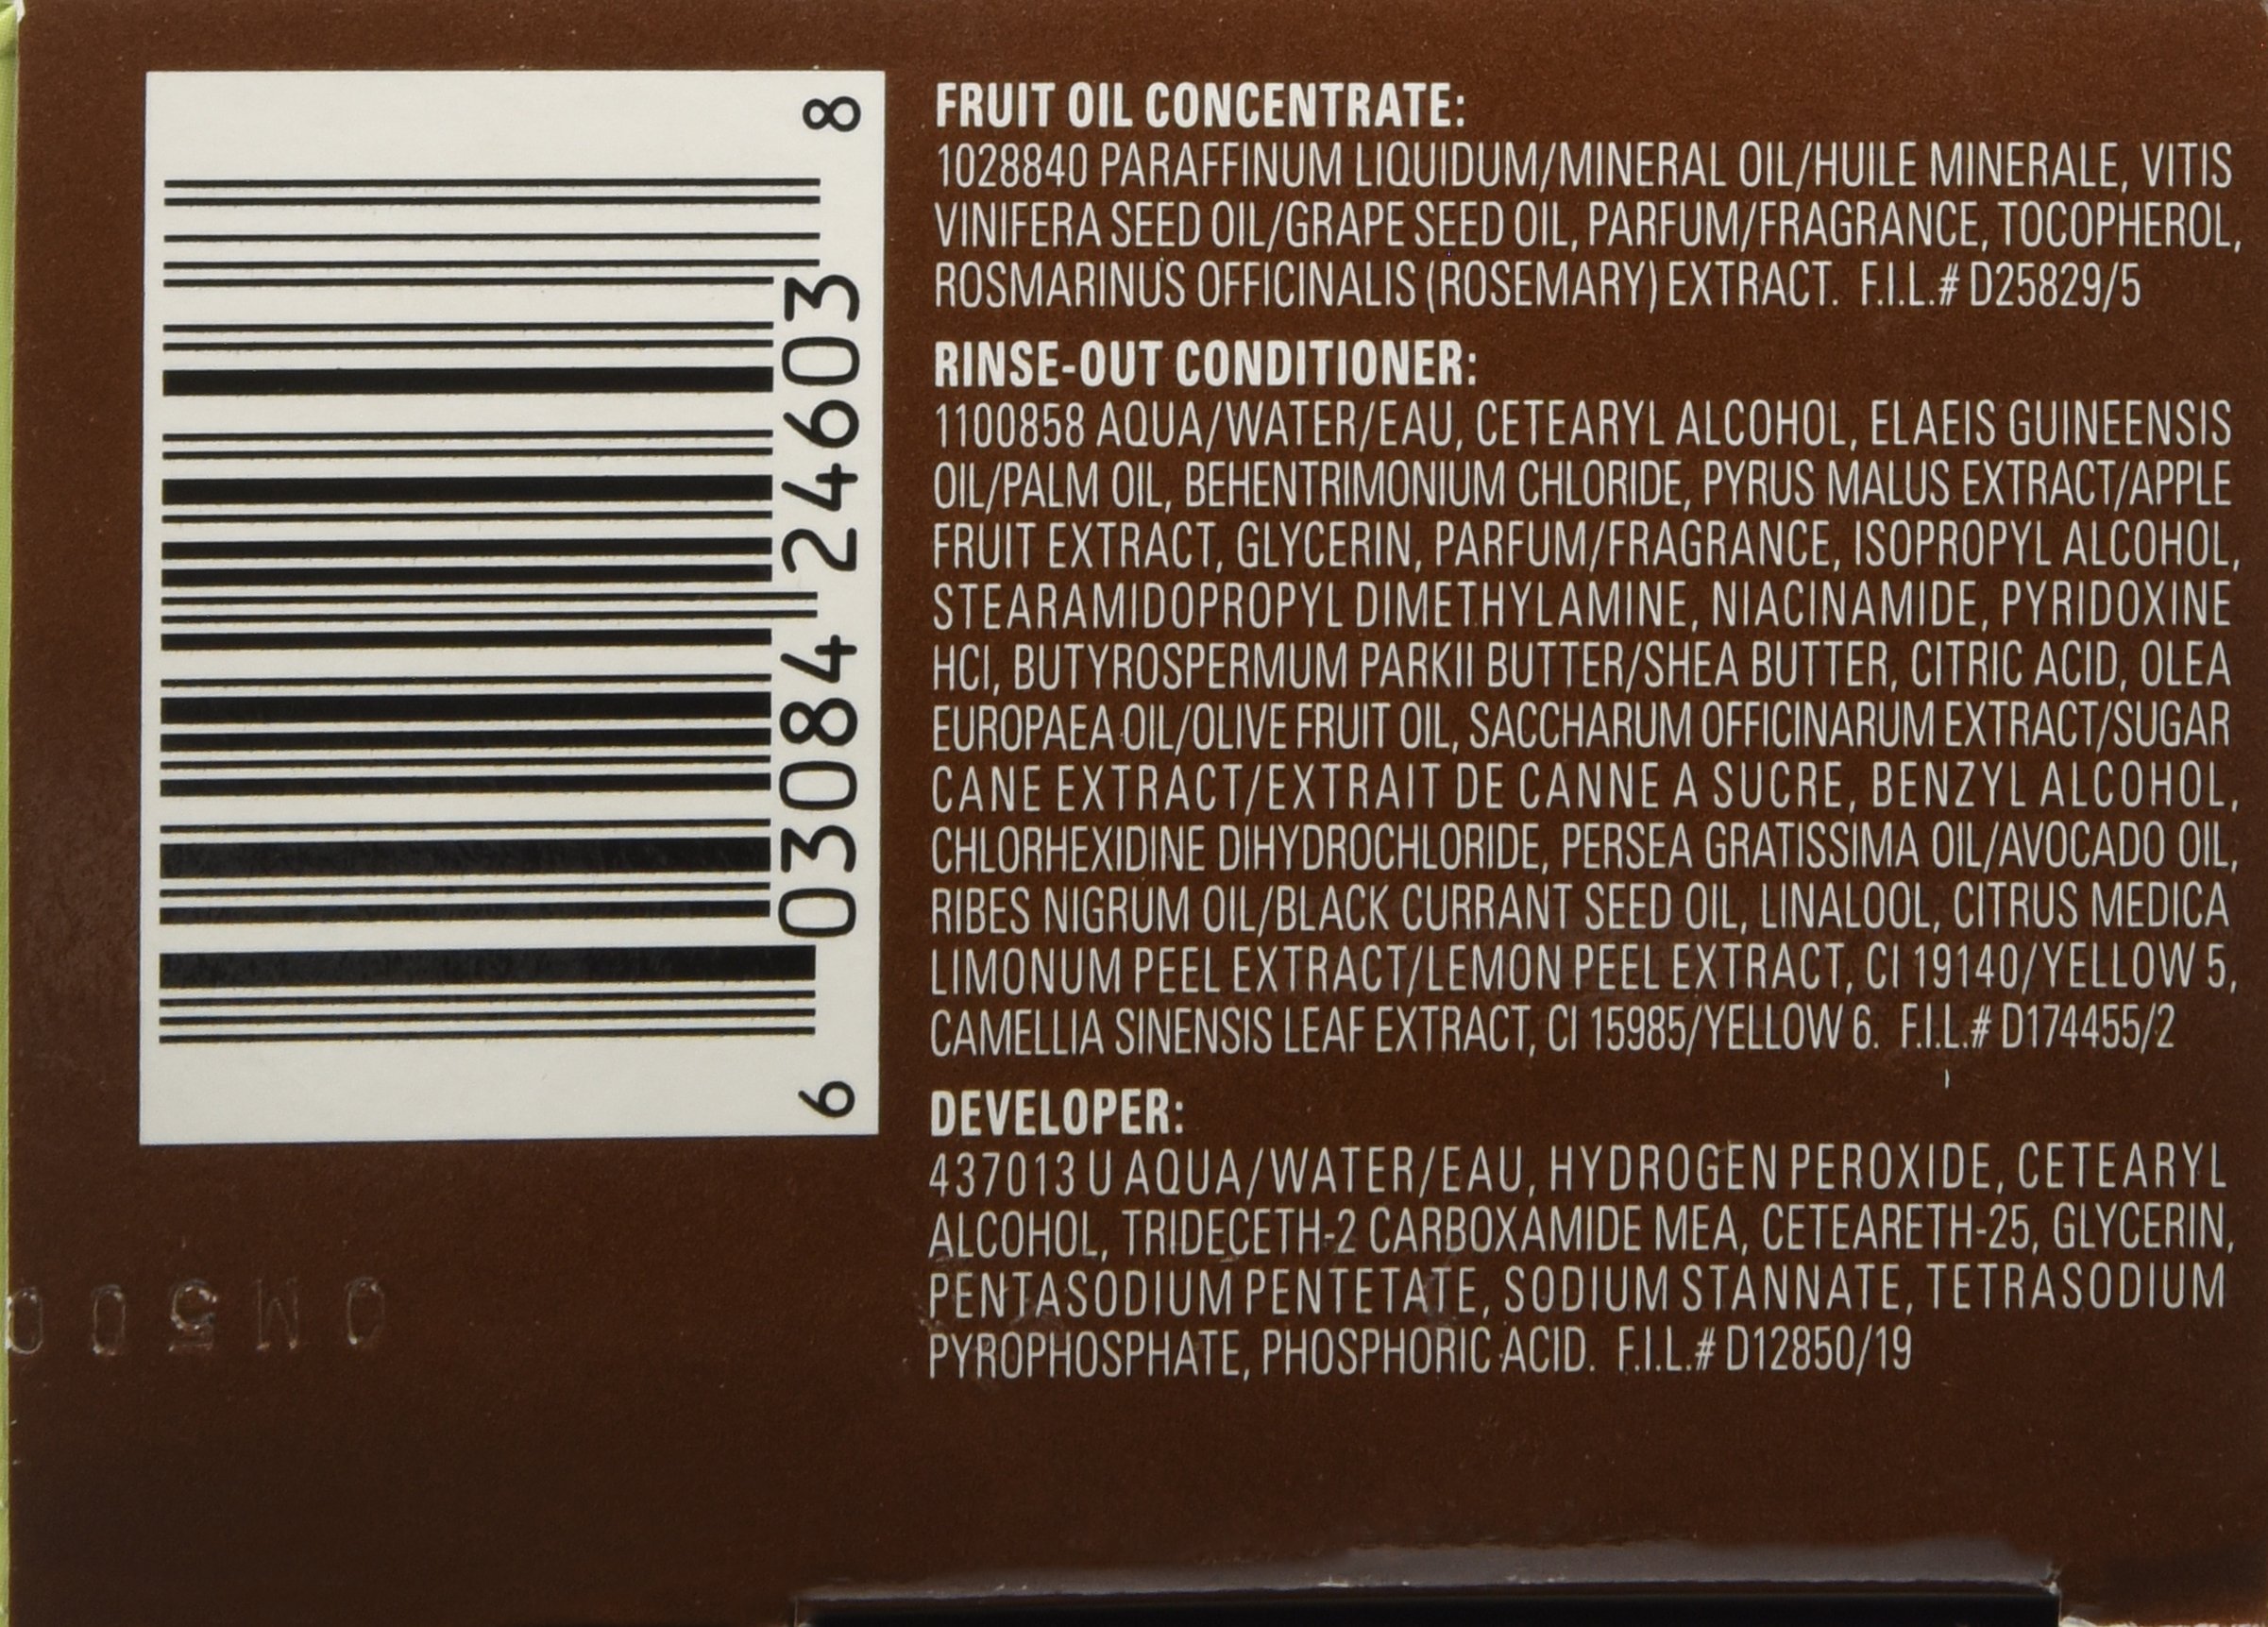 6 03084 24603 8
FRUIT OIL CONCENTRATE:
1028840 PARAFFINUM LIQUIDUM/MINERAL OIL/HUILE MINERALE, VITIS
VINIFERA SEED OIL/GRAPE SEED OIL, PARFUM/FRAGRANCE, TOCOPHEROL,
ROSMARINUS OFFICINALIS (ROSEMARY) EXTRACT. F.I.L.# D25829/5
RINSE-OUT CONDITIONER:
1100858 AQUA/WATER/EAU, CETEARYL ALCOHOL, ELAEIS GUINEENSIS
OIL/PALM OIL, BEHENTRIMONIUM CHLORIDE, PYRUS MALUS EXTRACT/APPLE
FRUIT EXTRACT, GLYCERIN, PARFUM/FRAGRANCE, ISOPROPYL ALCOHOL,
STEARAMIDOPROPYL DIMETHYLAMINE, NIACINAMIDE, PYRIDOXINE
HCl, BUTYROSPERMUM PARKII BUTTER/SHEA BUTTER, CITRIC ACID, OLEA
EUROPAEA OIL/OLIVE FRUIT OIL, SACCHARUM OFFICINARUM EXTRACT/SUGAR
CANE EXTRACT/EXTRAIT DE CANNE A SUCRE, BENZYL ALCOHOL,
CHLORHEXIDINE DIHYDROCHLORIDE, PERSEA GRATISSIMA OIL/AVOCADO OIL,
RIBES NIGRUM OIL/BLACK CURRANT SEED OIL, LINALOOL, CITRUS MEDICA
LIMONUM PEEL EXTRACT/LEMON PEEL EXTRACT, CI 19140/YELLOW 5,
CAMELLIA SINENSIS LEAF EXTRACT, CI 15985/YELLOW 6. F.I.L.# D174455/2
DEVELOPER:
437013 U AQUA/WATER/EAU, HYDROGEN PEROXIDE, CETEARYL
ALCOHOL, TRIDECETH-2 CARBOXAMIDE MEA, CETEARETH-25, GLYCERIN,
PENTASODIUM PENTETATE, SODIUM STANNATE, TETRASODIUM
PYROPHOSPHATE, PHOSPHORIC ACID. F.I.L.# D12850/19